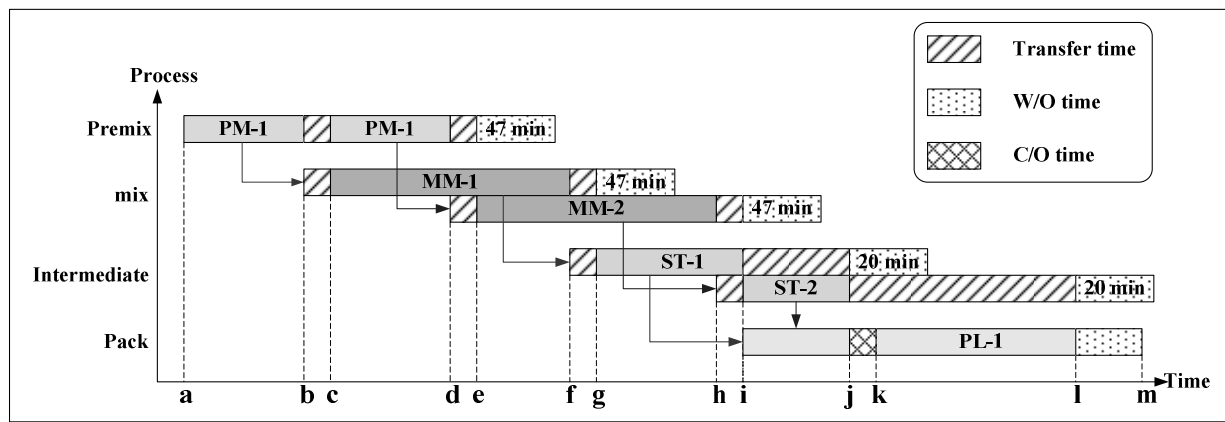 Transfer time
W/O time
C/O time
Process
Premix
PM-1
PM-1
47 min
mix
MM-1
47 min
MM-2
47 min
Intermediate
ST-1
20 min
ST-2
20 min
Pack
PL-1
Time
a b c d e f g h i j k l m